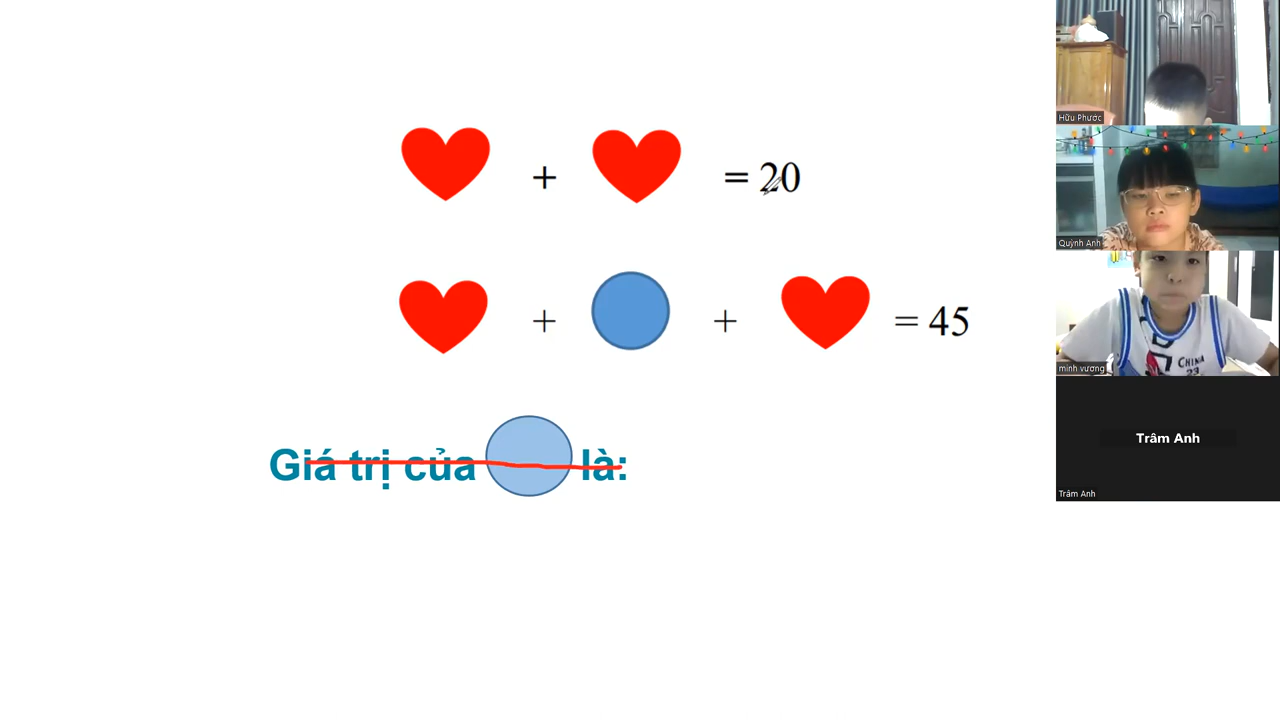 + = 20
+ + = 45
Giá trị của là:
Hữu Phước
Quỳnh Anh
CHINA
23
minh vương
Trâm Anh
Trâm Anh